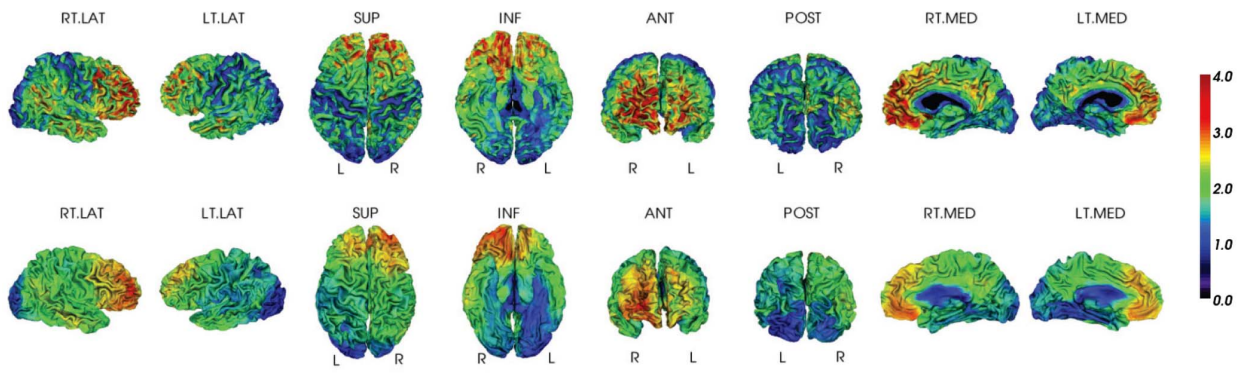 RT.LAT LT.LAT SUP INF ANT POST RT.MED LT.MED
4.0
3.0
2.0
1.0
0.0
L R R L R L L R
RT.LAT LT.LAT SUP INF ANT POST RT.MED LT.MED
L R R L R L L R